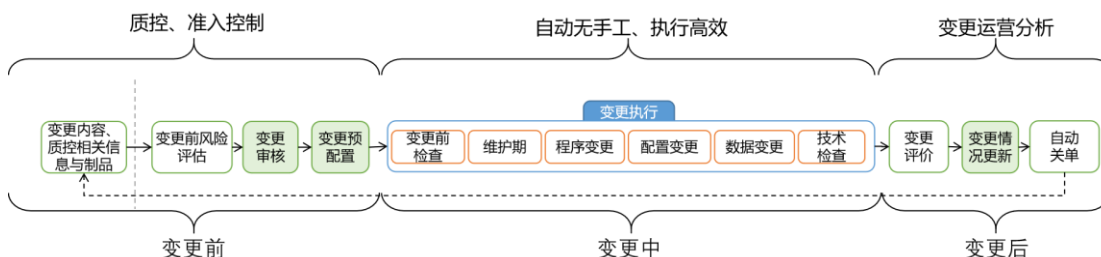 质控、准入控制
自动无手工、执行高效
变更运营分析
变更内容、
质控相关信
息与制品
变更前风险
评估
变更
审核
变更预
配置
变更执行
变更前
检查
维护期
程序变更
配置变更
数据变更
技术
检查
变更
评价
变更情
况更新
自动
关单
变更前
变更中
变更后